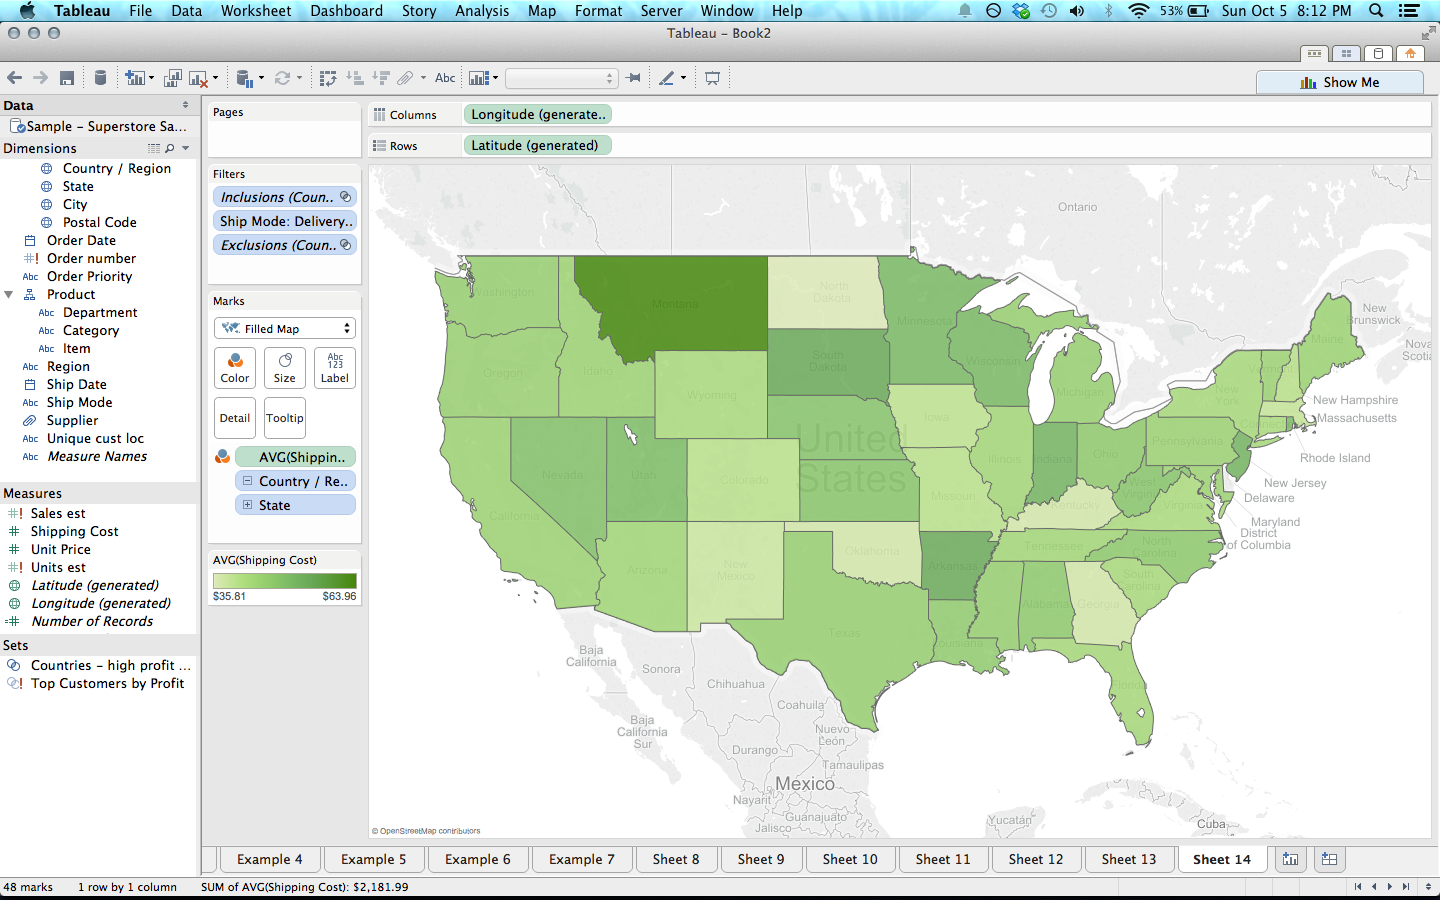 Tableau File Data Worksheet Dashboard Story Analysis Map Format Server Window Help 53% Sun Oct 5 8:12 PM
Tableau - Book2
Abc
Show Me
Data
Sample - Superstore Sa...
Dimensions
Country / Region
State
City
Postal Code
Order Date
Order number
Abc Order Priority
Product
Abc Department
Abc Category
Abc Item
Abc Region
Ship Date
Abc Ship Mode
Supplier
Abc Unique cust loc
Abc Measure Names
Measures
Sales est
Shipping Cost
Unit Price
Units est
Latitude (generated)
Longitude (generated)
Number of Records
Sets
Countries - high profit ...
Top Customers by Profit
Pages
Filters
Inclusions (Coun..
Ship Mode: Delivery..
Exclusions (Coun..
Marks
Filled Map
Color
Size
Abc
123
Label
Detail
Tooltip
AVG(Shippin..
Country / Re..
State
AVG(Shipping Cost)
$35.81 $63.96
Columns Longitude (generate..
Rows Latitude (generated)
Ontario
Washington
Montana
North
Dakota
Minnesota
New
Brunswick
Nova
Scotia
Maine
Oregon
Idaho
South
Dakota
Wisconsin
Michigan
Wyoming
New
York
New Hampshire
Massachusetts
Iowa
United
States
Pennsylvania
Rhode Island
Nevada
Utah
Colorado
Illinois
Indiana
Ohio
New Jersey
Delaware
West
Virginia
Virginia
Missouri
Kentucky
Maryland
District
of Columbia
Arizona
New
Mexico
Oklahoma
Arkansas
Tennessee
North
Carolina
South
Carolina
Texas
Alabama
Georgia
Louisiana
Florida
Baja
California
Sonora
Chihuahua
Coahuila
Baja
California
Sur
Nuevo
León
Durango
Tamaulipas
Mexico
Nayarit
Guanajuato
Jalisco
Yucatán
Cuba
© OpenStreetMap contributors
Example 4 Example 5 Example 6 Example 7 Sheet 8 Sheet 9 Sheet 10 Sheet 11 Sheet 12 Sheet 13 Sheet 14
48 marks 1 row by 1 column SUM of AVG(Shipping Cost): $2,181.99